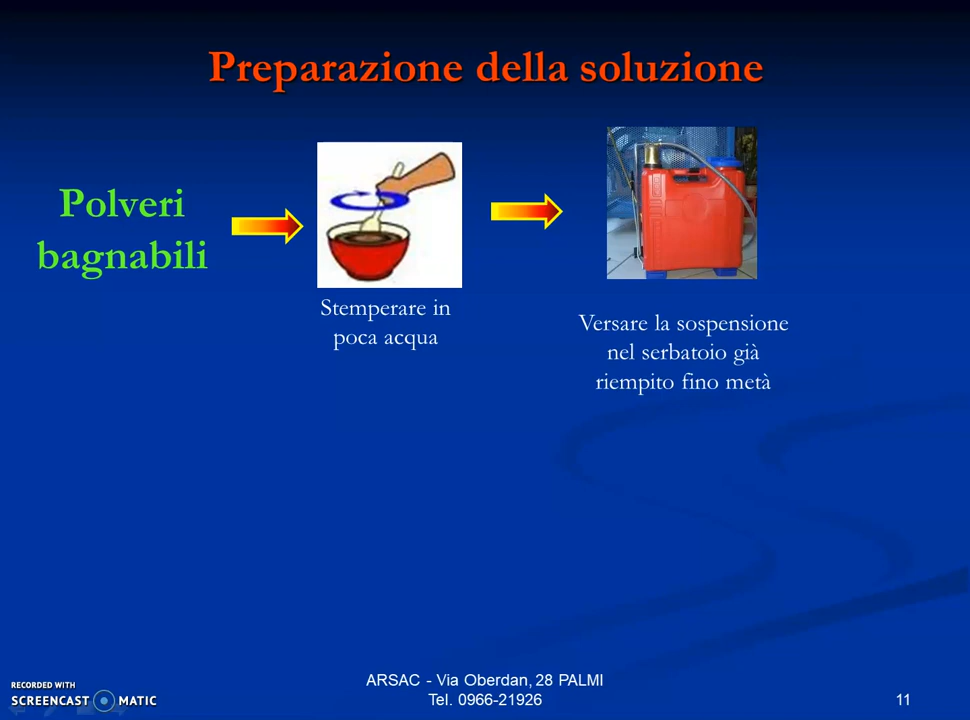 Preparazione della soluzione
Polveri
bagnabili
Stemperare in
poca acqua
Versare la sospensione
nel serbatoio già
riempito fino metà
RECORDED WITH
SCREENCAST MATIC
ARSAC - Via Oberdan, 28 PALMI
Tel. 0966-21926
11